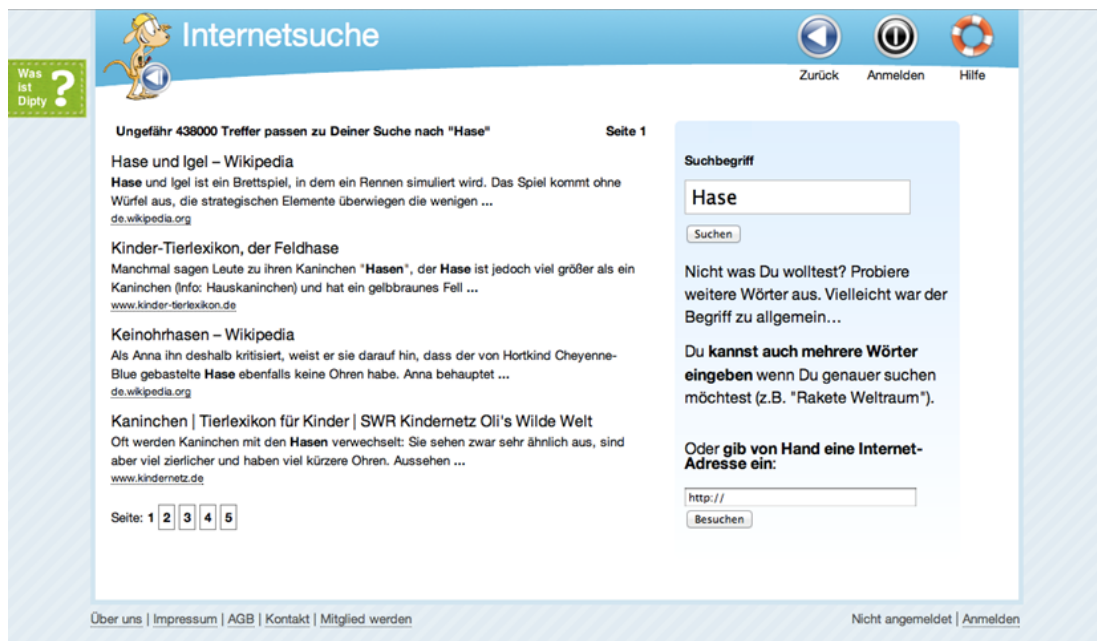 Internetsuche
Zurück
Anmelden
Hilfe
Was
ist
Dipty
?
Ungefähr 438000 Treffer passen zu Deiner Suche nach "Hase"
Seite 1
Hase und Igel – Wikipedia
Hase und Igel ist ein Brettspiel, in dem ein Rennen simuliert wird. Das Spiel kommt ohne
Würfel aus, die strategischen Elemente überwiegen die wenigen ...
de.wikipedia.org
Kinder-Tierlexikon, der Feldhase
Manchmal sagen Leute zu ihren Kaninchen "Hasen", der Hase ist jedoch viel größer als ein
Kaninchen (Info: Hauskaninchen) und hat ein gelbbraunes Fell ...
www.kinder-tierlexikon.de
Keinohrhasen – Wikipedia
Als Anna ihn deshalb kritisiert, weist er sie darauf hin, dass der von Hortkind Cheyenne-
Blue gebastelte Hase ebenfalls keine Ohren habe. Anna behauptet ...
de.wikipedia.org
Kaninchen | Tierlexikon für Kinder | SWR Kindernetz Oli's Wilde Welt
Oft werden Kaninchen mit den Hasen verwechselt: Sie sehen zwar sehr ähnlich aus, sind
aber viel zierlicher und haben viel kürzere Ohren. Aussehen ...
www.kindernetz.de
Seite: 1 2 3 4 5
Suchbegriff
Hase
Suchen
Nicht was Du wolltest? Probiere
weitere Wörter aus. Vielleicht war der
Begriff zu allgemein…
Du kannst auch mehrere Wörter
eingeben wenn Du genauer suchen
möchtest (z.B. "Rakete Weltraum").
Oder gib von Hand eine Internet-
Adresse ein:
http://
Besuchen
Über uns | Impressum | AGB | Kontakt | Mitglied werden
Nicht angemeldet | Anmelden